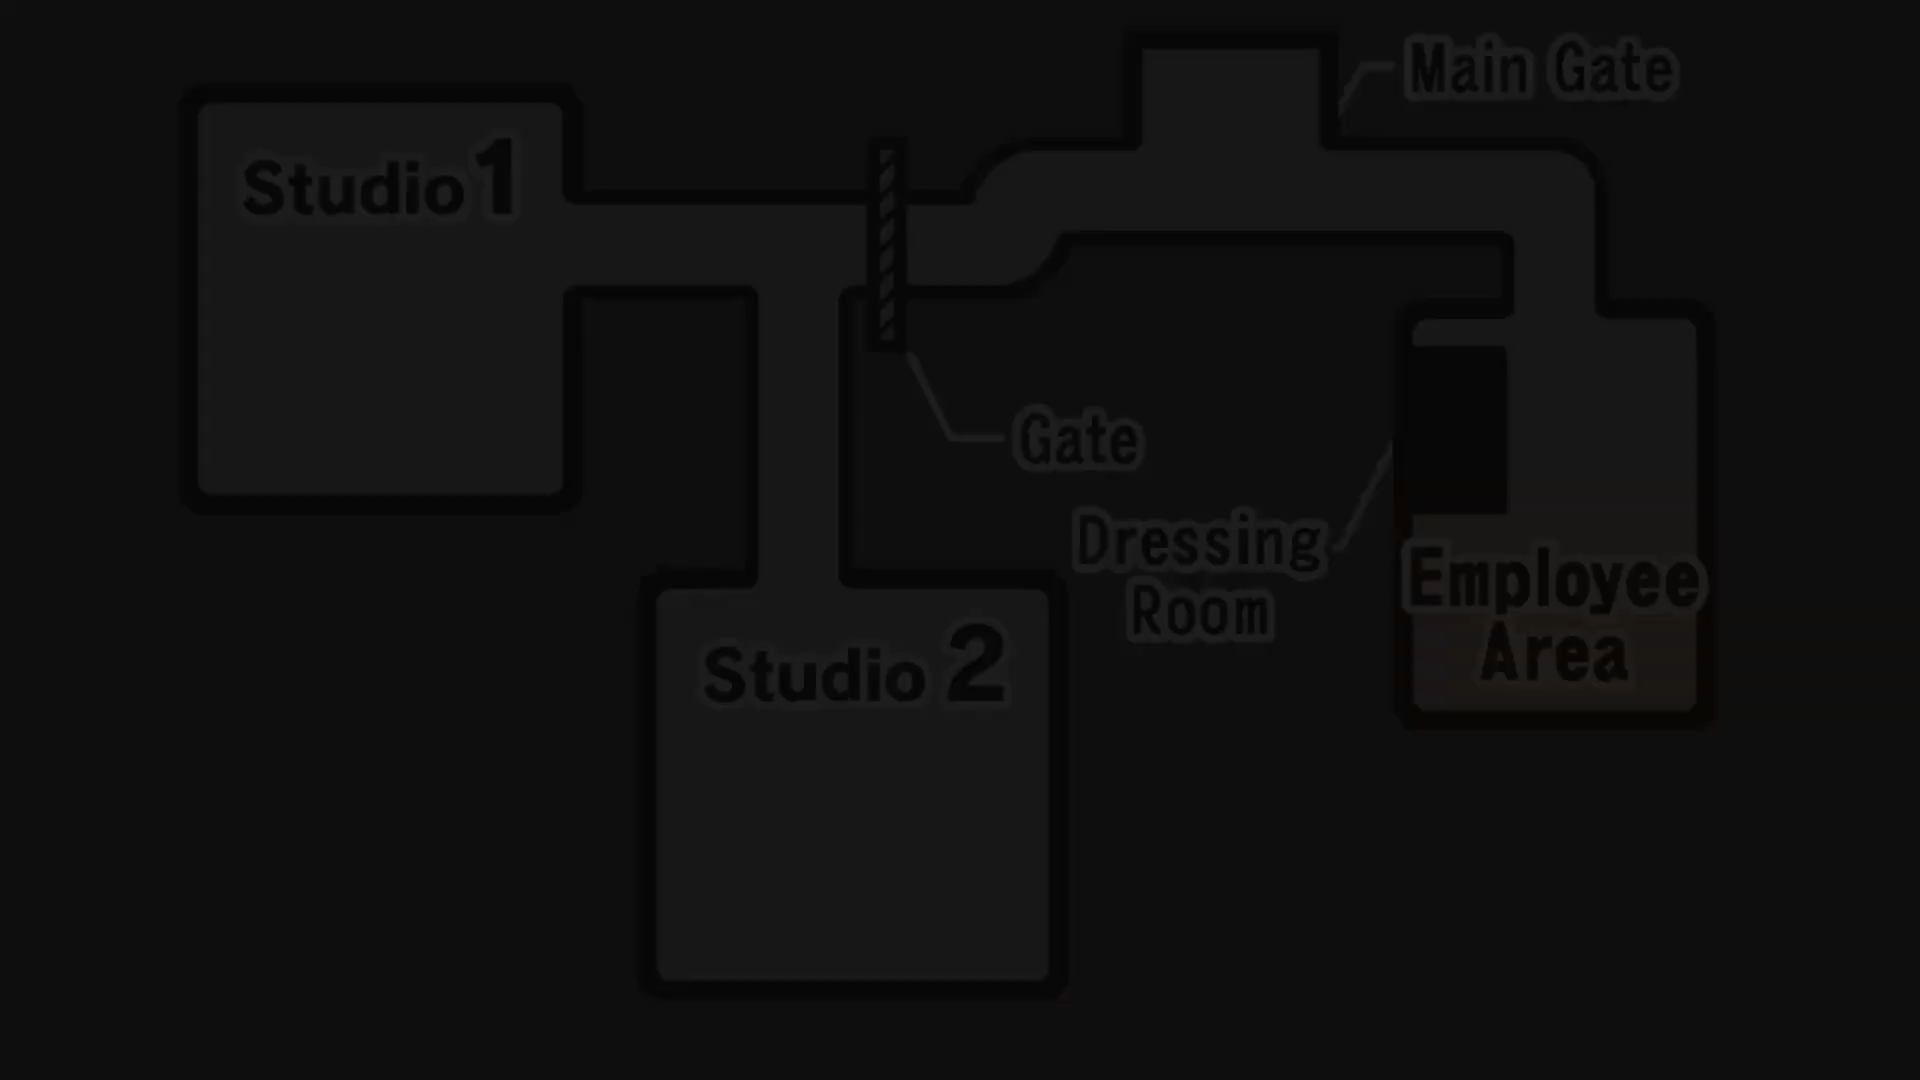 Main Gate
Studio 1
Gate
Dressing
Room
Employee
Area
Studio 2